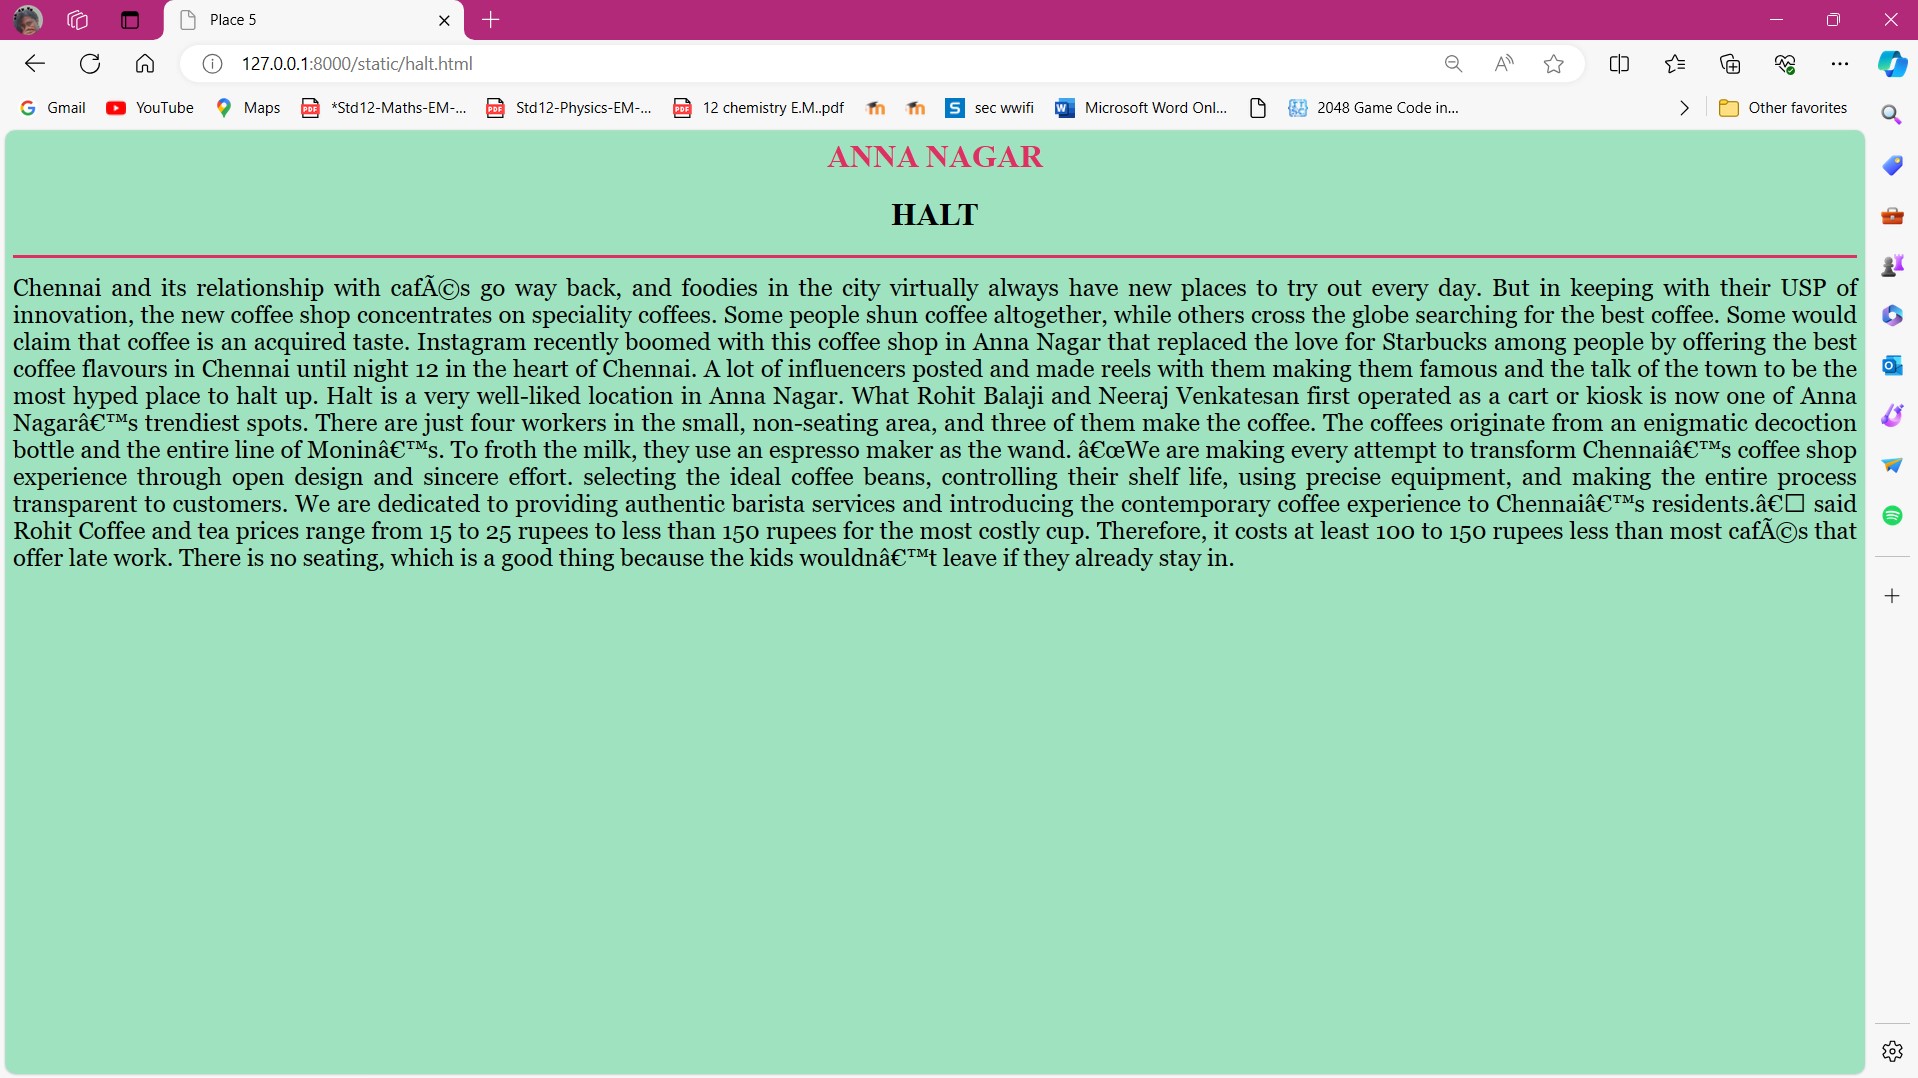 Place 5
127.0.0.1:8000/static/halt.html
Gmail YouTube Maps *Std12-Maths-EM-... Std12-Physics-EM-... 12 chemistry E.M..pdf sec wwifi Microsoft Word Onl... 2048 Game Code in... Other favorites
ANNA NAGAR
HALT
Chennai and its relationship with cafÃ©s go way back, and foodies in the city virtually always have new places to try out every day. But in keeping with their USP of
innovation, the new coffee shop concentrates on speciality coffees. Some people shun coffee altogether, while others cross the globe searching for the best coffee. Some would
claim that coffee is an acquired taste. Instagram recently boomed with this coffee shop in Anna Nagar that replaced the love for Starbucks among people by offering the best
coffee flavours in Chennai until night 12 in the heart of Chennai. A lot of influencers posted and made reels with them making them famous and the talk of the town to be the
most hyped place to halt up. Halt is a very well-liked location in Anna Nagar. What Rohit Balaji and Neeraj Venkatesan first operated as a cart or kiosk is now one of Anna
Nagarâ€™s trendiest spots. There are just four workers in the small, non-seating area, and three of them make the coffee. The coffees originate from an enigmatic decoction
bottle and the entire line of Moninâ€™s. To froth the milk, they use an espresso maker as the wand. â€œWe are making every attempt to transform Chennaiâ€™s coffee shop
experience through open design and sincere effort. selecting the ideal coffee beans, controlling their shelf life, using precise equipment, and making the entire process
transparent to customers. We are dedicated to providing authentic barista services and introducing the contemporary coffee experience to Chennaiâ€™s residents.â€□ said
Rohit Coffee and tea prices range from 15 to 25 rupees to less than 150 rupees for the most costly cup. Therefore, it costs at least 100 to 150 rupees less than most cafÃ©s that
offer late work. There is no seating, which is a good thing because the kids wouldnâ€™t leave if they already stay in.